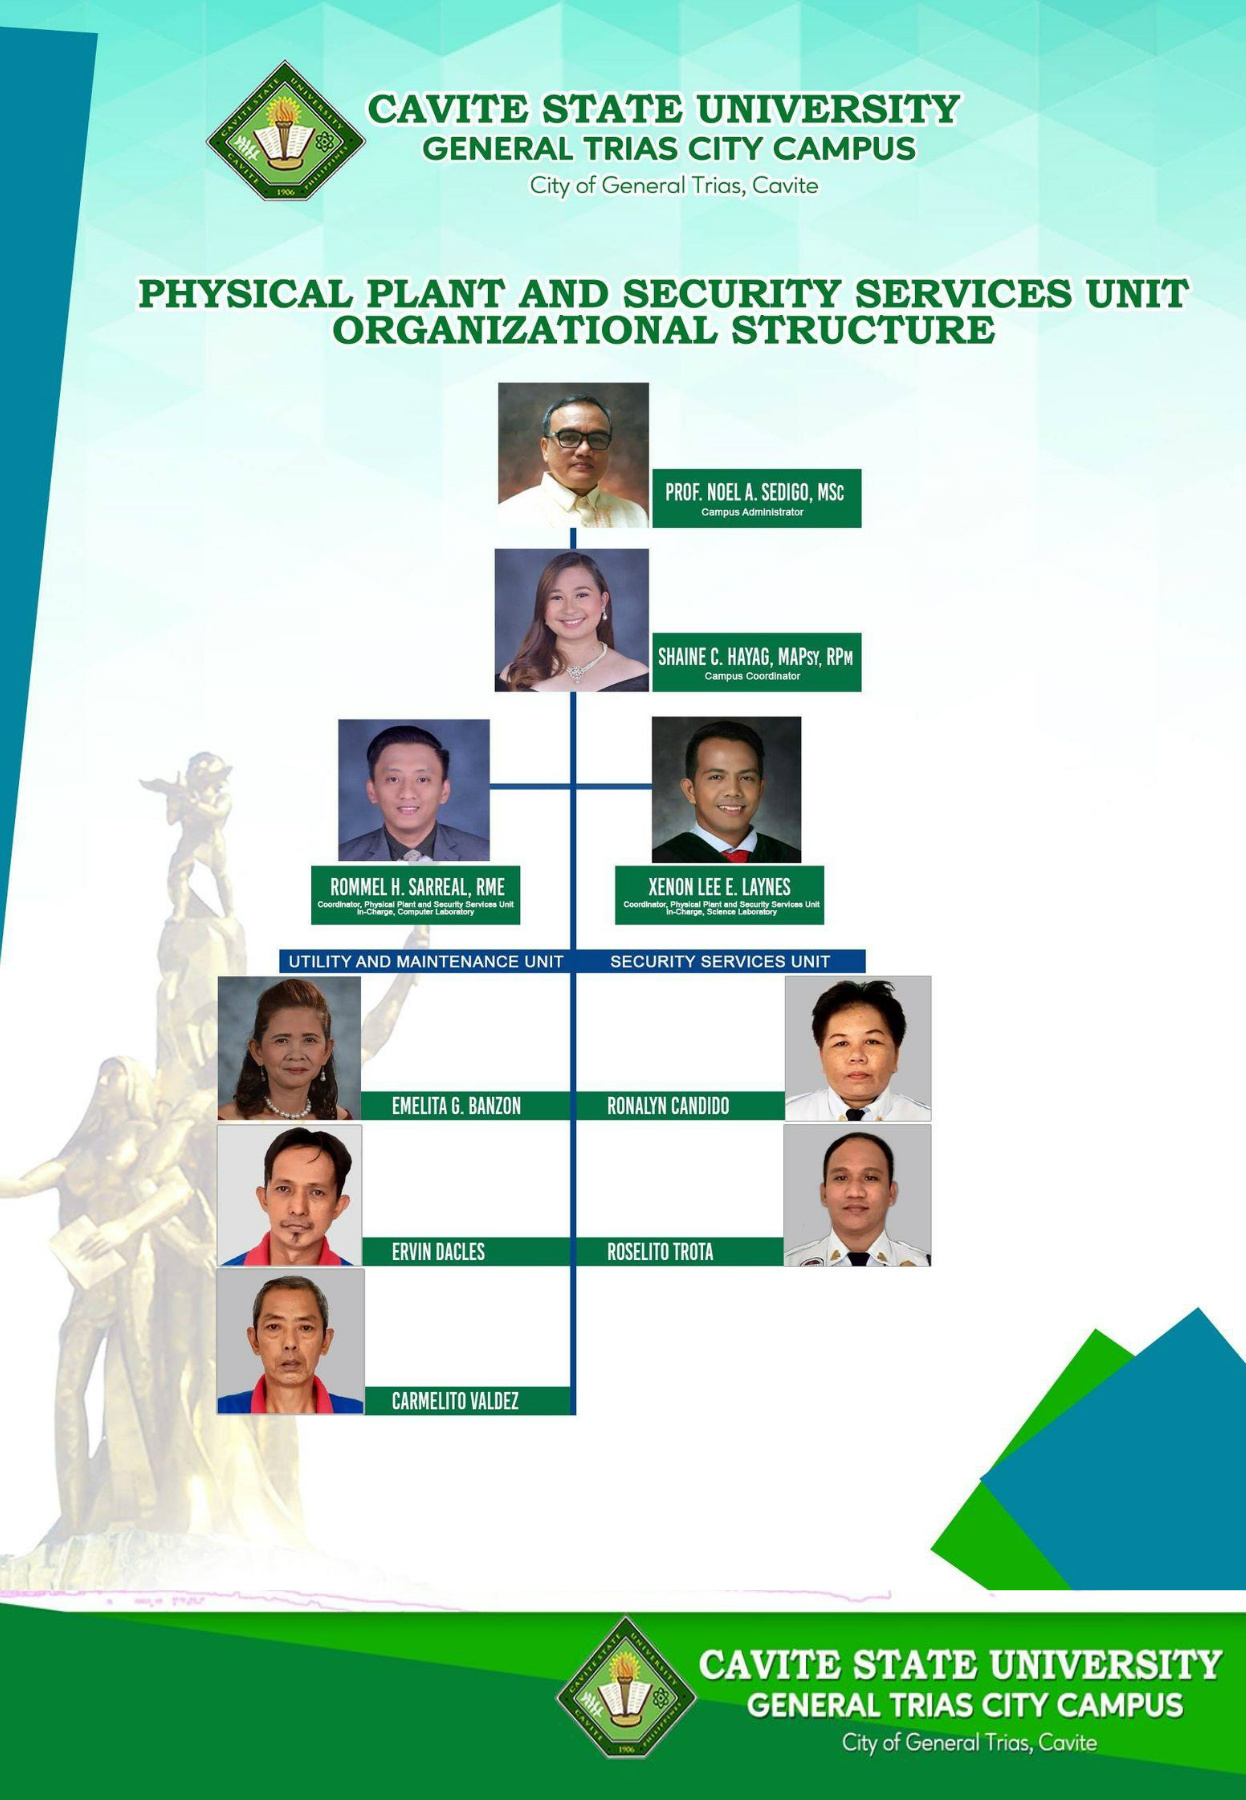 CAVITE STATE UNIVERSITY
GENERAL TRIAS CITY CAMPUS
City of General Trias, Cavite
CAVITE STATE UNIVERSITY
CAVITE
PHILIPPINES
1906
PHYSICAL PLANT AND SECURITY SERVICES UNIT
ORGANIZATIONAL STRUCTURE
PROF. NOEL A. SEDIGO, MSc
Campus Administrator
SHAINE C. HAYAG, MAPsy, RPm
Campus Coordinator
ROMMEL H. SARREAL, RME
Coordinator, Physical Plant and Security Services Unit
In-Charge, Computer Laboratory
XENON LEE E. LAYNES
Coordinator, Physical Plant and Security Services Unit
In-Charge, Science Laboratory
UTILITY AND MAINTENANCE UNIT
SECURITY SERVICES UNIT
EMELITA G. BANZON
RONALYN CANDIDO
ERVIN DACLES
ROSELITO TROTA
CARMELITO VALDEZ
CAVITE STATE UNIVERSITY
CAVITE
PHILIPPINES
1906
CAVITE STATE UNIVERSITY
GENERAL TRIAS CITY CAMPUS
City of General Trias, Cavite